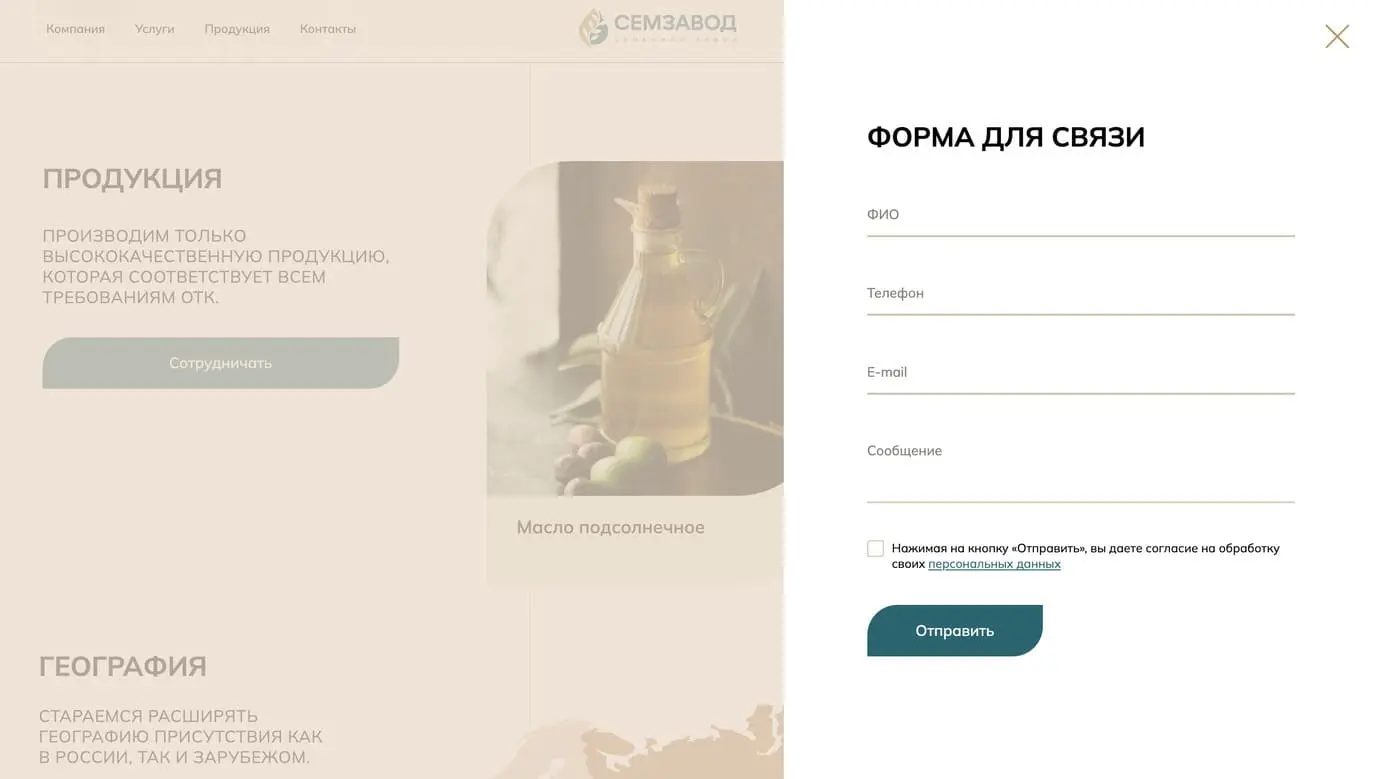 Компания Услуги Продукция Контакты
СЕМЗАВОД
ПРОДУКЦИЯ
ПРОИЗВОДИМ ТОЛЬКО
ВЫСОКОКАЧЕСТВЕННУЮ ПРОДУКЦИЮ,
КОТОРАЯ СООТВЕТСТВУЕТ ВСЕМ
ТРЕБОВАНИЯМ ОТК.
Сотрудничать
Масло подсолнечное
ГЕОГРАФИЯ
СТАРАЕМСЯ РАСШИРЯТЬ
ГЕОГРАФИЮ ПРИСУТСТВИЯ КАК
В РОССИИ, ТАК И ЗАРУБЕЖОМ.
ФОРМА ДЛЯ СВЯЗИ
ФИО
Телефон
E-mail
Сообщение
Нажимая на кнопку «Отправить», вы даете согласие на обработку
своих персональных данных
Отправить